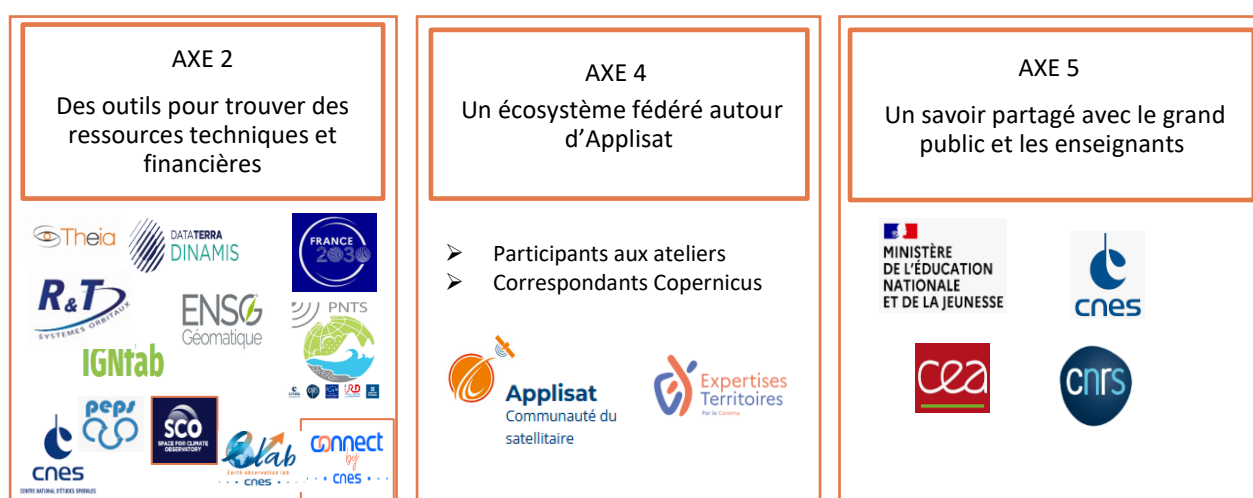 AXE 2
Des outils pour trouver des
ressources techniques et
financières
Theia
DATATERRA
DINAMIS
FRANCE
2030
R&T
SYSTEMES ORBITAUX
ENSG
Géomatique
PNTS
IGNfab
cnes
CENTRE NATIONAL D'ÉTUDES SPATIALES
peps
SCO
SPACE FOR CLIMATE
OBSERVATORY
lab
Earth observation lab
cnes
connect
by
cnes
AXE 4
Un écosystème fédéré autour
d'Applisat
➢ Participants aux ateliers
➢ Correspondants Copernicus
Applisat
Communauté du
satellitaire
Expertises
Territoires
Par le Cerema
AXE 5
Un savoir partagé avec le grand
public et les enseignants
MINISTÈRE
DE L'ÉDUCATION
NATIONALE
ET DE LA JEUNESSE
cnes
cea
cnrs